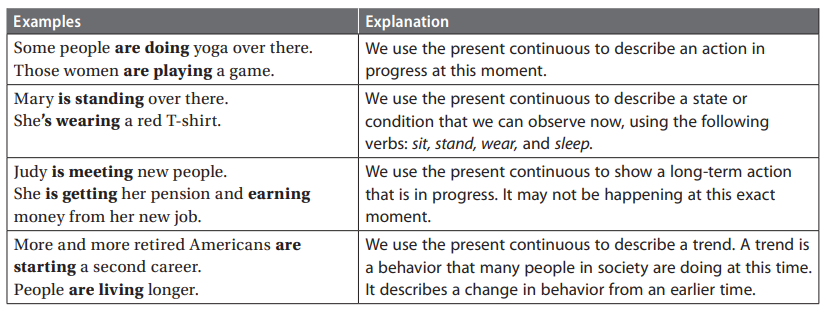 Examples
Explanation
Some people are doing yoga over there.
Those women are playing a game.
We use the present continuous to describe an action in
progress at this moment.
Mary is standing over there.
She's wearing a red T-shirt.
We use the present continuous to describe a state or
condition that we can observe now, using the following
verbs: sit, stand, wear, and sleep.
Judy is meeting new people.
She is getting her pension and earning
money from her new job.
We use the present continuous to show a long-term action
that is in progress. It may not be happening at this exact
moment.
More and more retired Americans are
starting a second career.
People are living longer.
We use the present continuous to describe a trend. A trend is
a behavior that many people in society are doing at this time.
It describes a change in behavior from an earlier time.